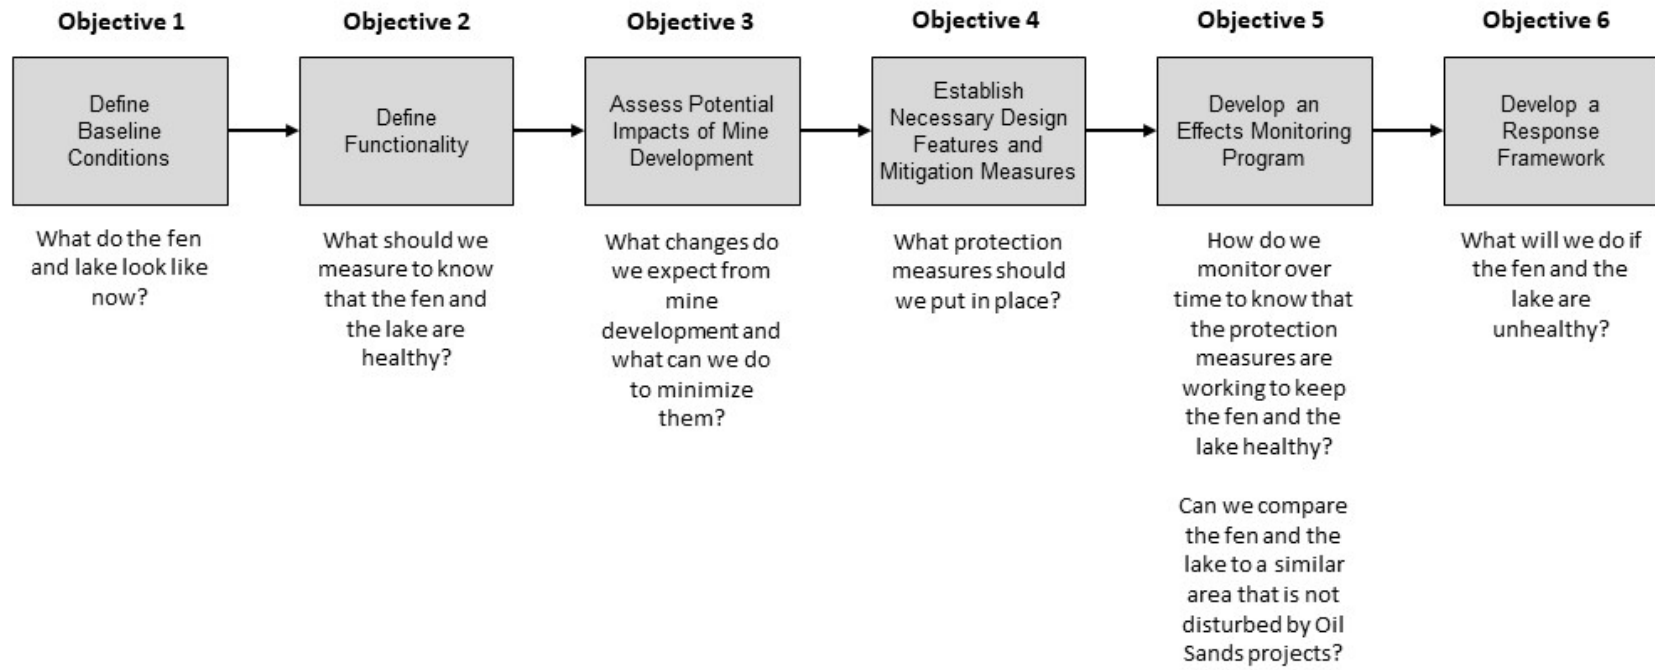 Objective 1
Define
Baseline
Conditions
What do the fen
and lake look like
now?
Objective 2
Define
Functionality
What should we
measure to know
that the fen and
the lake are
healthy?
Objective 3
Assess Potential
Impacts of Mine
Development
What changes do
we expect from
mine
development and
what can we do
to minimize
them?
Objective 4
Establish
Necessary Design
Features and
Mitigation Measures
What protection
measures should
we put in place?
Objective 5
Develop an
Effects Monitoring
Program
How do we
monitor over
time to know that
the protection
measures are
working to keep
the fen and the
lake healthy?
Can we compare
the fen and the
lake to a similar
area that is not
disturbed by Oil
Sands projects?
Objective 6
Develop a
Response
Framework
What will we do if
the fen and the
lake are
unhealthy?